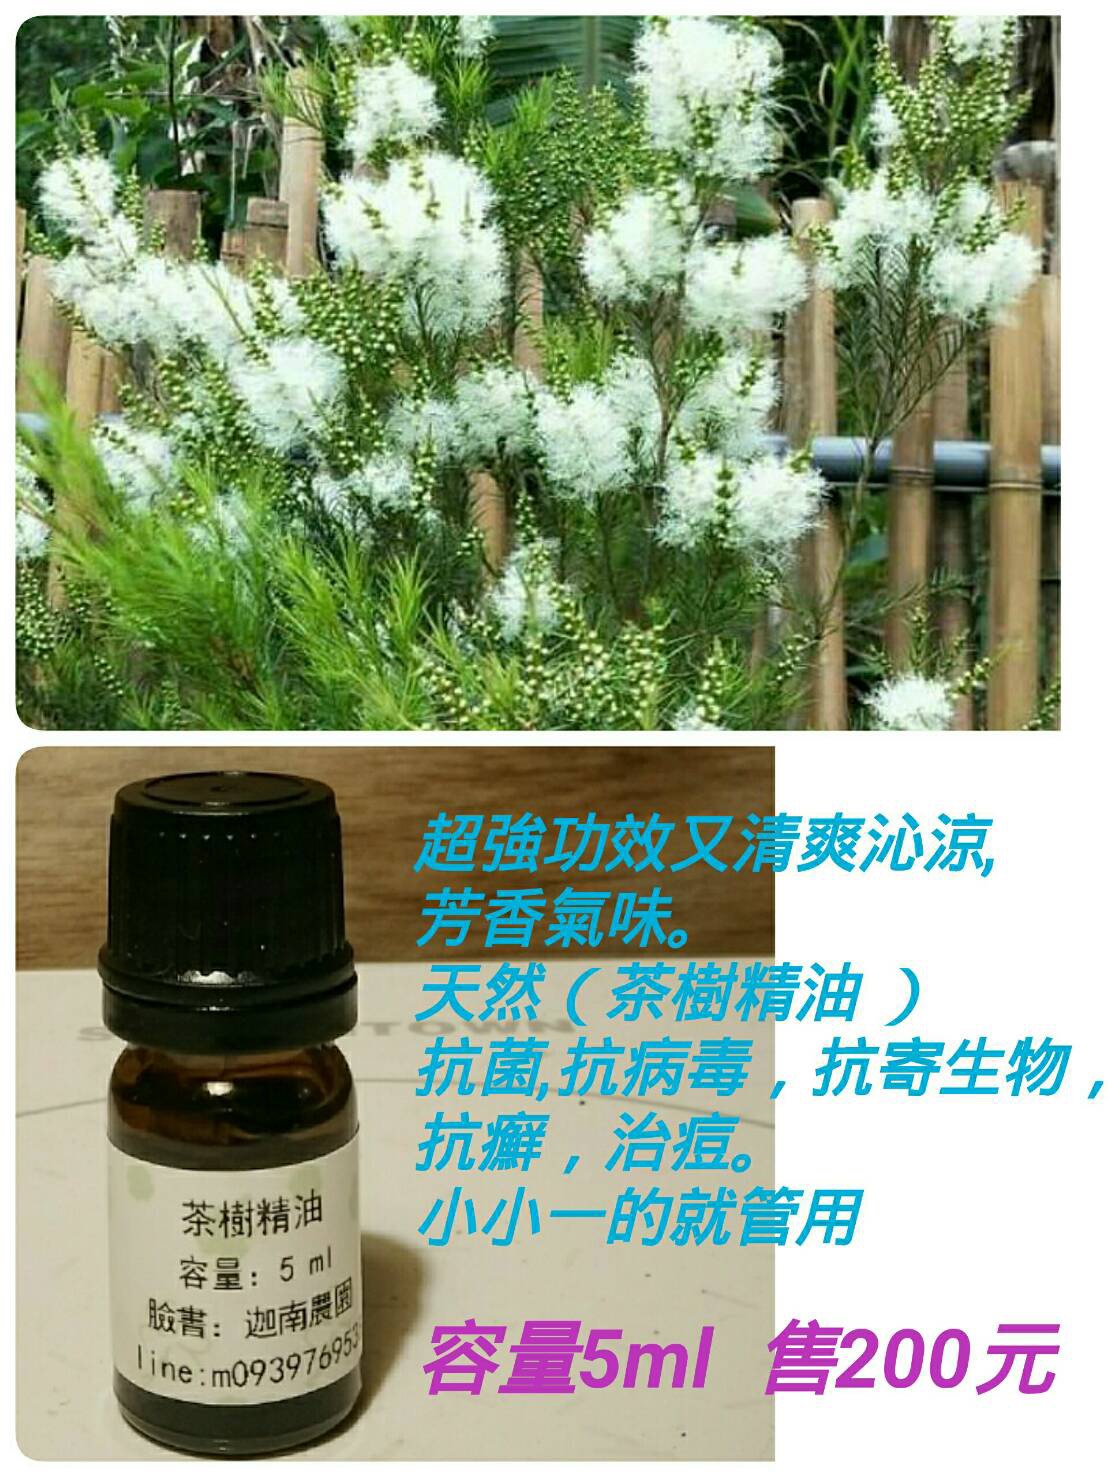 超強功效又清爽沁涼,
芳香氣味。
天然（茶樹精油 ）
抗菌,抗病毒，抗寄生物，
抗癬，治痘。
小小一的就管用
容量5ml 售200元
茶樹精油
容量: 5 ml
臉書: 迦南農園
line:m093976953